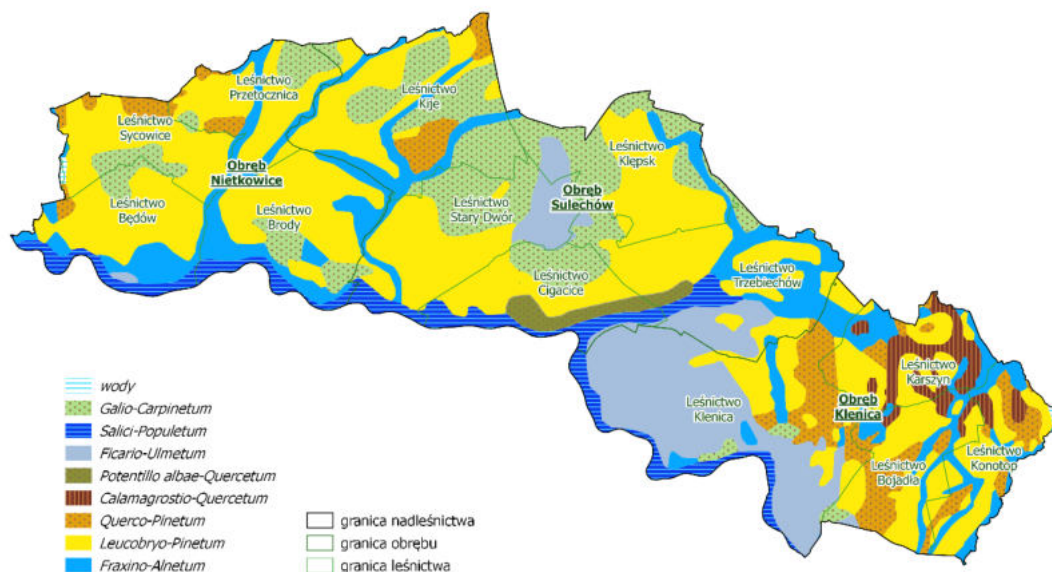 Leśnictwo
Przetocznica
Leśnictwo
Kije
Leśnictwo
Sycowice
Leśnictwo
Klępsk
Obręb
Nietkowice
Obręb
Sulechów
Leśnictwo
Będów
Leśnictwo
Brody
Leśnictwo
Stary Dwór
Leśnictwo
Cigacice
Leśnictwo
Trzebiechów
Leśnictwo
Karszyn
Leśnictwo
Klenica
Obręb
Klenica
Leśnictwo
Bojadła
Leśnictwo
Konotop
wody
Galio-Carpinetum
Salici-Populetum
Ficario-Ulmetum
Potentillo albae-Quercetum
Calamagrostio-Quercetum
Querco-Pinetum
Leucobryo-Pinetum
Fraxino-Alnetum
granica nadleśnictwa
granica obrębu
granica leśnictwa